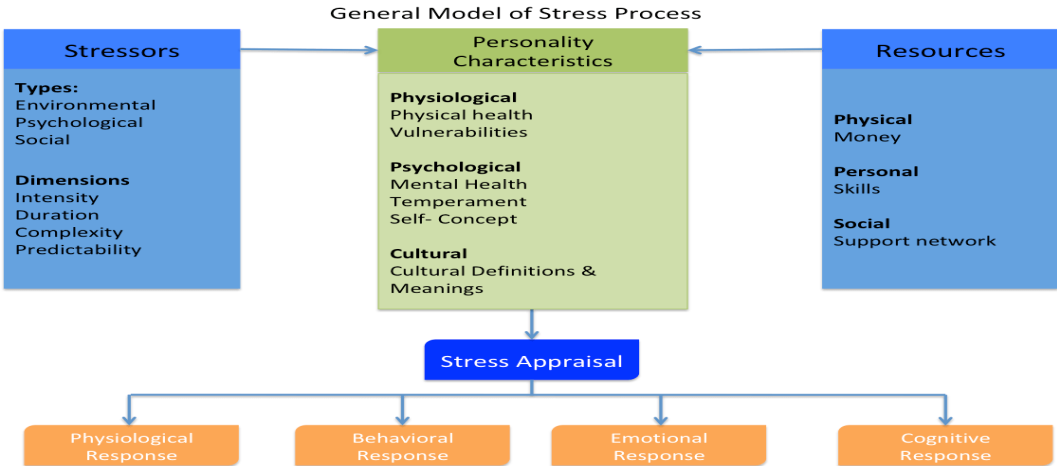 General Model of Stress Process
Stressors
Types:
Environmental
Psychological
Social
Dimensions
Intensity
Duration
Complexity
Predictability
Personality
Characteristics
Physiological
Physical health
Vulnerabilities
Psychological
Mental Health
Temperament
Self- Concept
Cultural
Cultural Definitions &
Meanings
Resources
Physical
Money
Personal
Skills
Social
Support network
Stress Appraisal
Physiological
Response
Behavioral
Response
Emotional
Response
Cognitive
Response